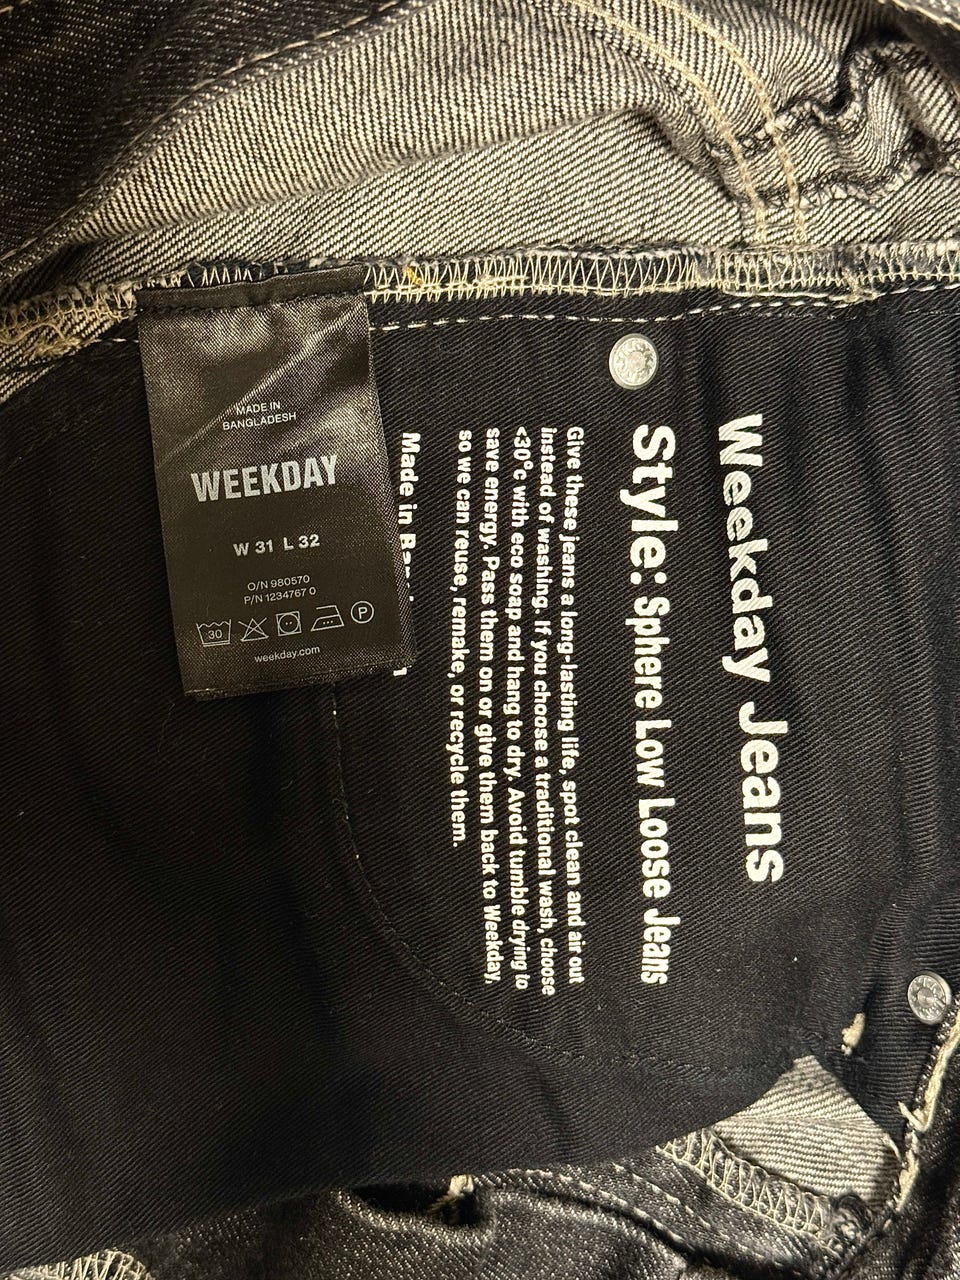 MADE IN
BANGLADESH
WEEKDAY
W 31 L 32
O/N 980570
P/N 1234767 0
30
P
weekday.com
Weekday Jeans
Style: Sphere Low Loose Jeans
Give these jeans a long-lasting life, spot clean and air out
instead of washing. If you choose a traditional wash, choose
<30°c with eco soap and hang to dry. Avoid tumble drying to
save energy. Pass them on or give them back to Weekday,
so we can reuse, remake, or recycle them.
Made in